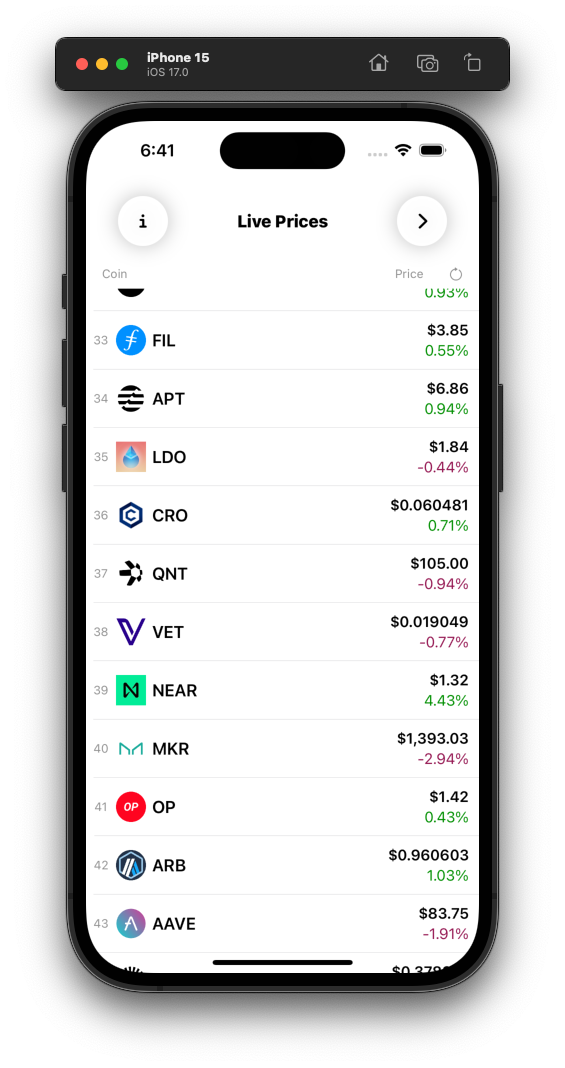 iPhone 15
iOS 17.0
6:41
i
Live Prices
Coin
Price
0.93%
33 FIL $3.85
0.55%
34 APT $6.86
0.94%
35 LDO $1.84
-0.44%
36 CRO $0.060481
0.71%
37 QNT $105.00
-0.94%
38 VET $0.019049
-0.77%
39 NEAR $1.32
4.43%
40 MKR $1,393.03
-2.94%
41 OP OP $1.42
0.43%
42 ARB $0.960603
1.03%
43 AAVE $83.75
-1.91%